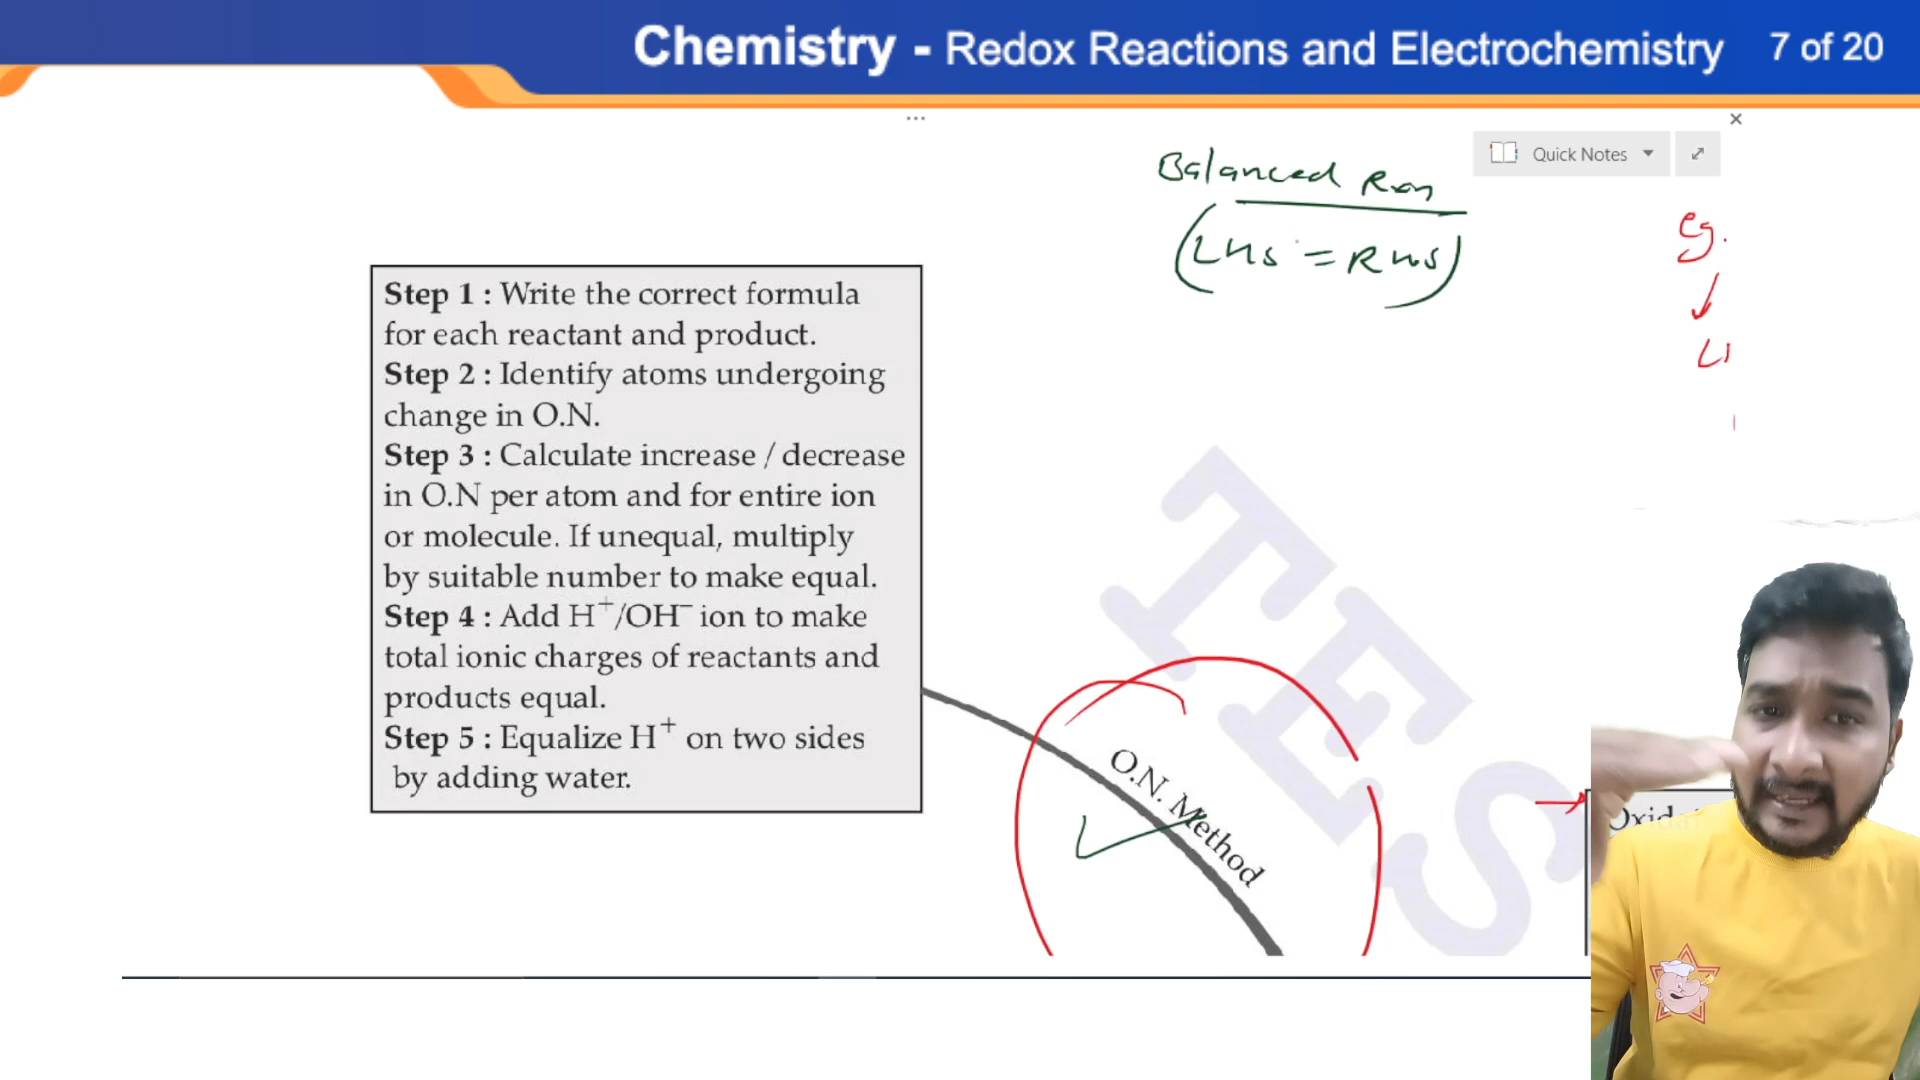 Chemistry - Redox Reactions and Electrochemistry 7 of 20
Quick Notes
Balanced Rxn
(LHS = RHS)
eg.
Step 1 : Write the correct formula
for each reactant and product.
Step 2 : Identify atoms undergoing
change in O.N.
Step 3 : Calculate increase / decrease
in O.N per atom and for entire ion
or molecule. If unequal, multiply
by suitable number to make equal.
Step 4 : Add H⁺/OH⁻ ion to make
total ionic charges of reactants and
products equal.
Step 5 : Equalize H⁺ on two sides
by adding water.
O.N. Method
TES